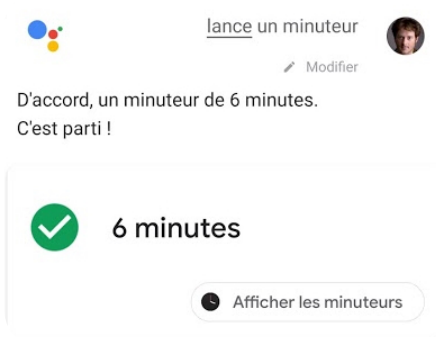 lance un minuteur
Modifier
D'accord, un minuteur de 6 minutes.
C'est parti !
6 minutes
Afficher les minuteurs